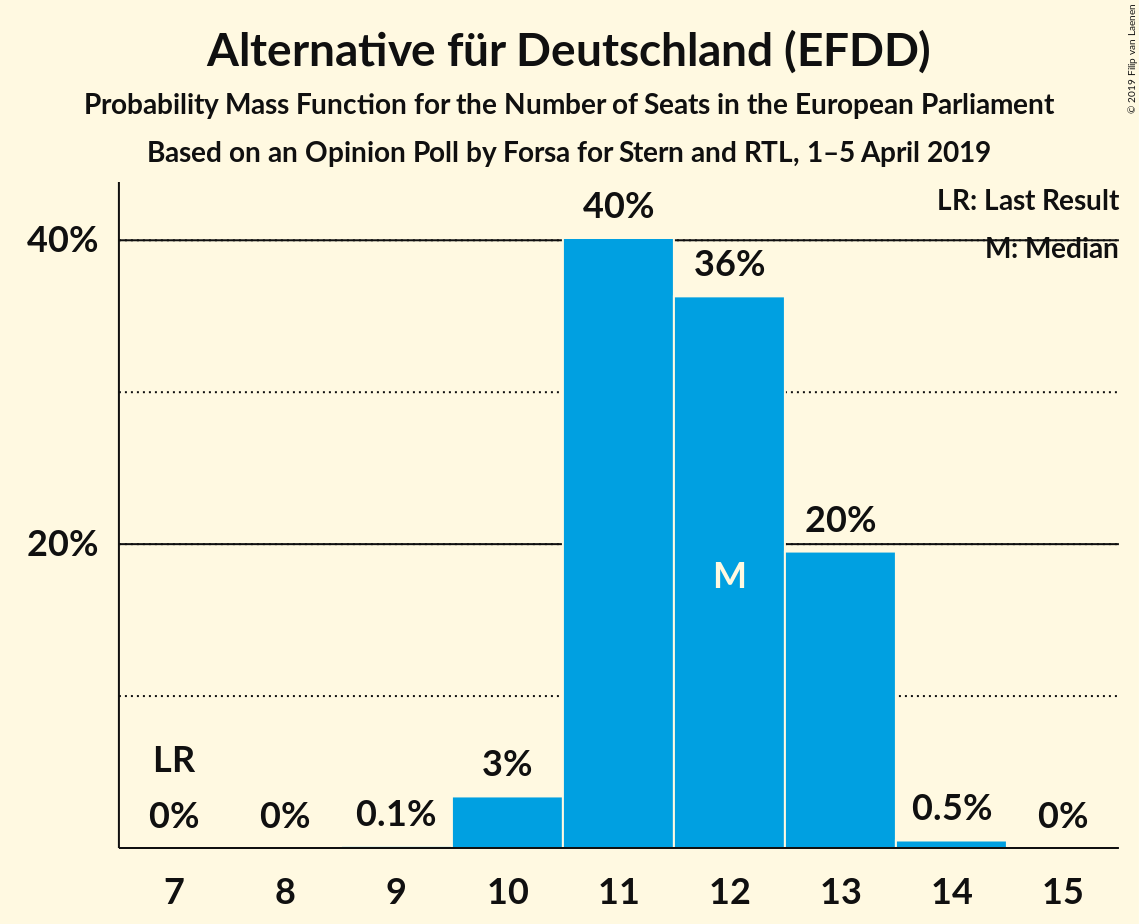 Alternative für Deutschland (EFDD)
Probability Mass Function for the Number of Seats in the European Parliament
Based on an Opinion Poll by Forsa for Stern and RTL, 1–5 April 2019
© 2019 Filip van Laenen
LR: Last Result
M: Median
40%
20%
LR
0%
0%
0.1%
3%
40%
36%
M
20%
0.5%
0%
7 8 9 10 11 12 13 14 15